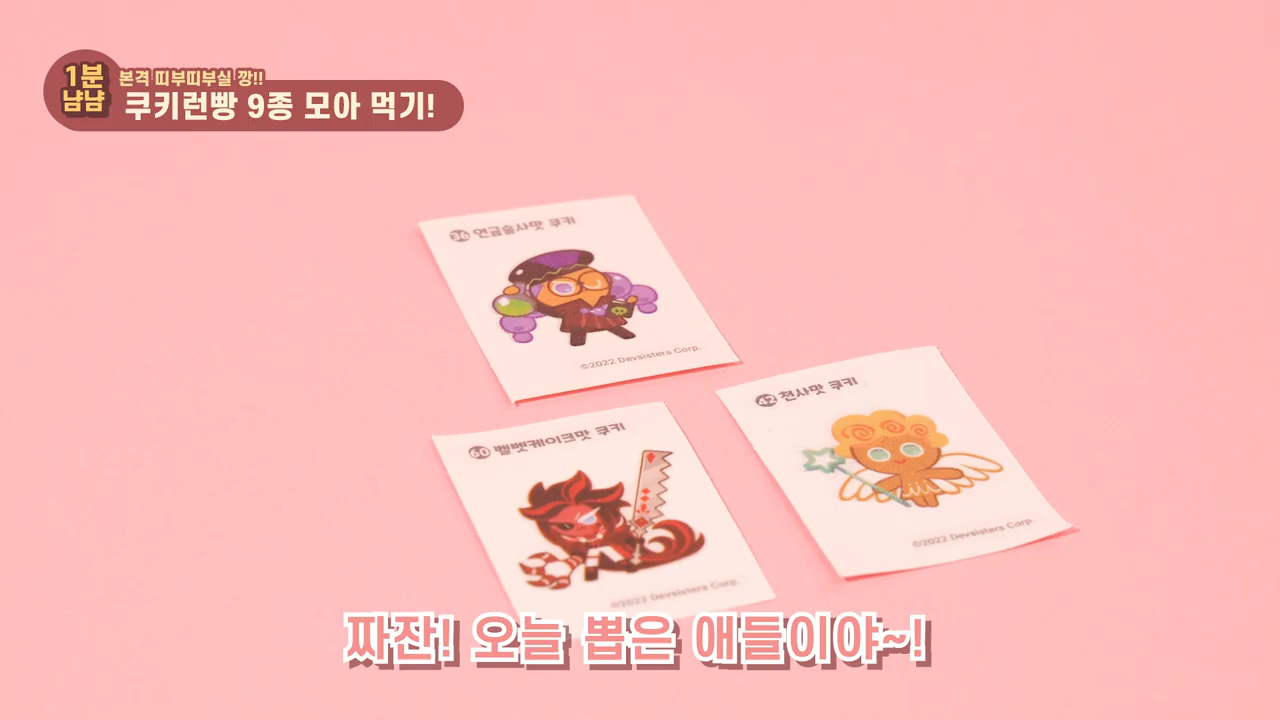 1분
냠냠
본격 띠부띠부실 깡!!
쿠키런빵 9종 모아 먹기!
36 연금술사맛 쿠키
©2022 Devsisters Corp.
42 천사맛 쿠키
©2022 Devsisters Corp.
60 벨벳케이크맛 쿠키
©2022 Devsisters Corp.
짜잔! 오늘 뽑은 애들이야~!